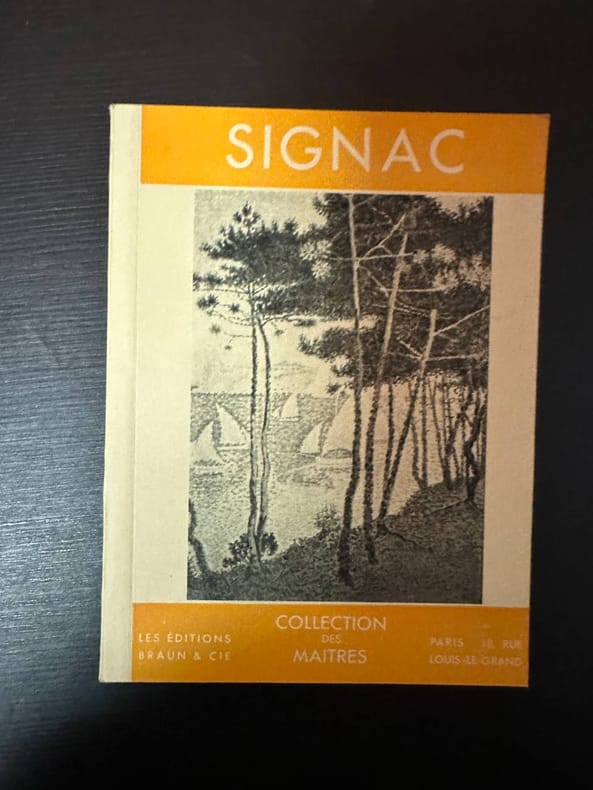 SIGNAC
LES ÉDITIONS
BRAUN & CIE
COLLECTION
DES
MAITRES
PARIS 18, RUE
LOUIS-LE-GRAND